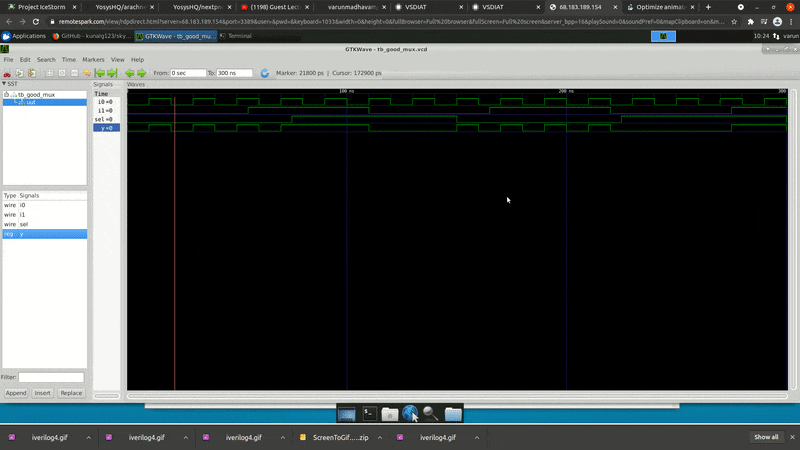 Project IceStorm
YosysHQ/arachn
YosysHQ/nextpn
(1198) Guest Lect
varunmadhavam
VSDIAT
VSDIAT
68.183.189.154
Optimize animate
remotespark.com/view/rdpdirect.html?server=68.183.189.154&port=3389&user=&pwd=&keyboard=1033&width=0&height=0&fullBrowser=Full browser&fullScreen=Full screen&server_bpp=16&playSound=0&soundPref=0&mapClipboard=on&m...
Applications
GitHub - kunalg123/sky...
GTKWave - tb_good_mu...
Terminal
10:24
varun
GTKWave - tb_good_mux.vcd
File Edit Search Time Markers View Help
From: 0 sec To: 300 ns Marker: 21800 ps | Cursor: 172900 ps
SST
Signals
Waves
tb_good_mux
uut
Time
100 ns
200 ns
300
i0=0
i1=0
sel=0
y=0
Type Signals
wire i0
wire i1
wire sel
reg y
Filter:
Append Insert Replace
iverilog4.gif
iverilog4.gif
iverilog4.gif
ScreenToGif.....zip
iverilog4.gif
Show all